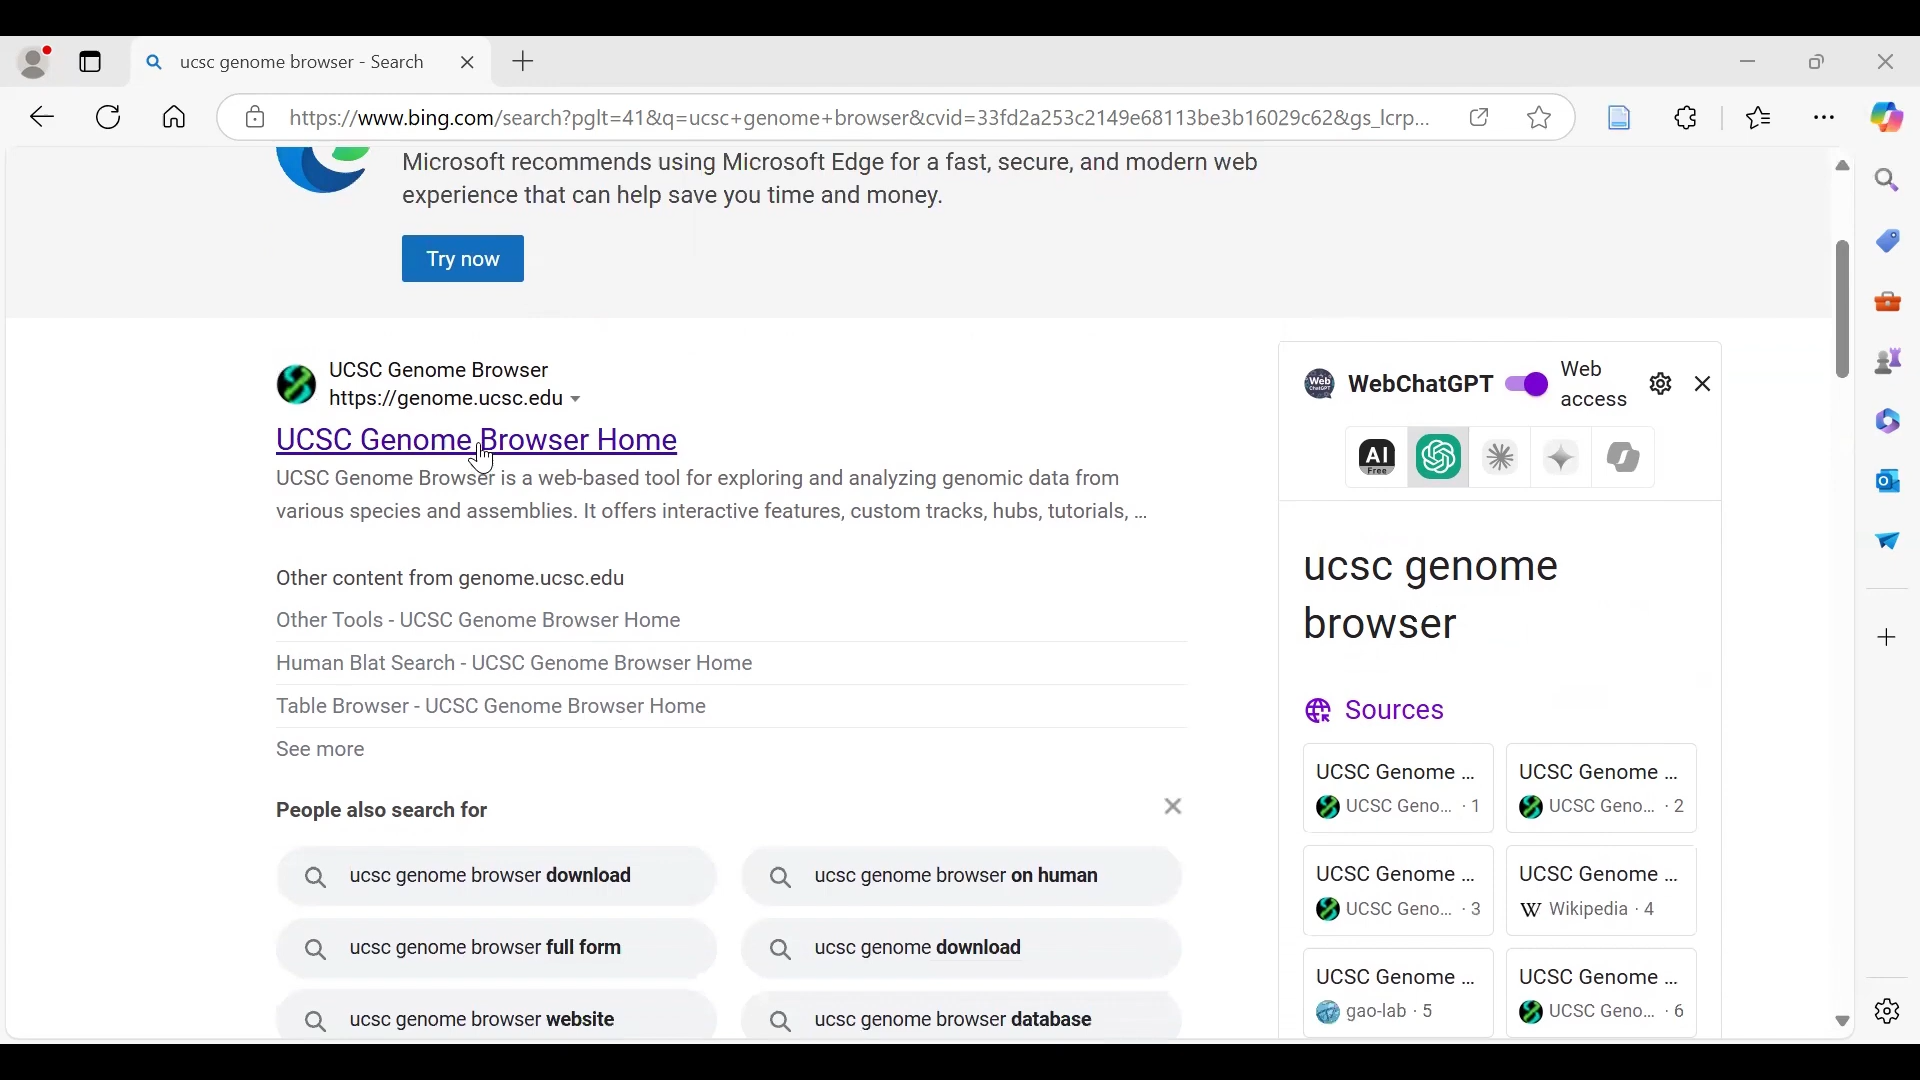 ucsc genome browser - Search
https://www.bing.com/search?pglt=41&q=ucsc+genome+browser&cvid=33fd2a253c2149e68113be3b16029c62&gs_lcrp...
Microsoft recommends using Microsoft Edge for a fast, secure, and modern web
experience that can help save you time and money.
Try now
UCSC Genome Browser
https://genome.ucsc.edu
UCSC Genome Browser Home
UCSC Genome Browser is a web-based tool for exploring and analyzing genomic data from
various species and assemblies. It offers interactive features, custom tracks, hubs, tutorials, ...
Other content from genome.ucsc.edu
Other Tools - UCSC Genome Browser Home
Human Blat Search - UCSC Genome Browser Home
Table Browser - UCSC Genome Browser Home
See more
People also search for
ucsc genome browser download
ucsc genome browser on human
ucsc genome browser full form
ucsc genome download
ucsc genome browser website
ucsc genome browser database
Web ChatGPT
WebChatGPT
Web
access
AI
Free
ucsc genome
browser
Sources
UCSC Genome ...
UCSC Geno... · 1
UCSC Genome ...
UCSC Geno... · 2
UCSC Genome ...
UCSC Geno... · 3
UCSC Genome ...
W Wikipedia · 4
UCSC Genome ...
gao-lab · 5
UCSC Genome ...
UCSC Geno... · 6